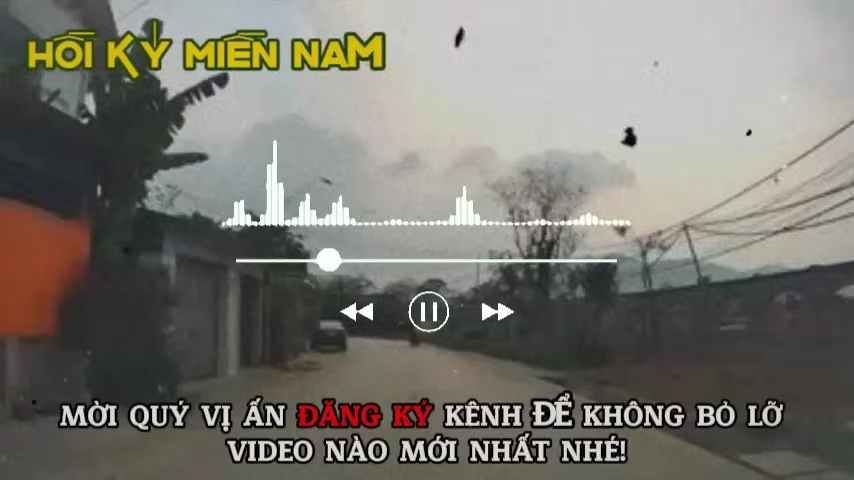 HỒI KÝ MIỀN NAM
MỜI QUÝ VỊ ẤN ĐĂNG KÝ KÊNH ĐỂ KHÔNG BỎ LỠ
VIDEO NÀO MỚI NHẤT NHÉ!